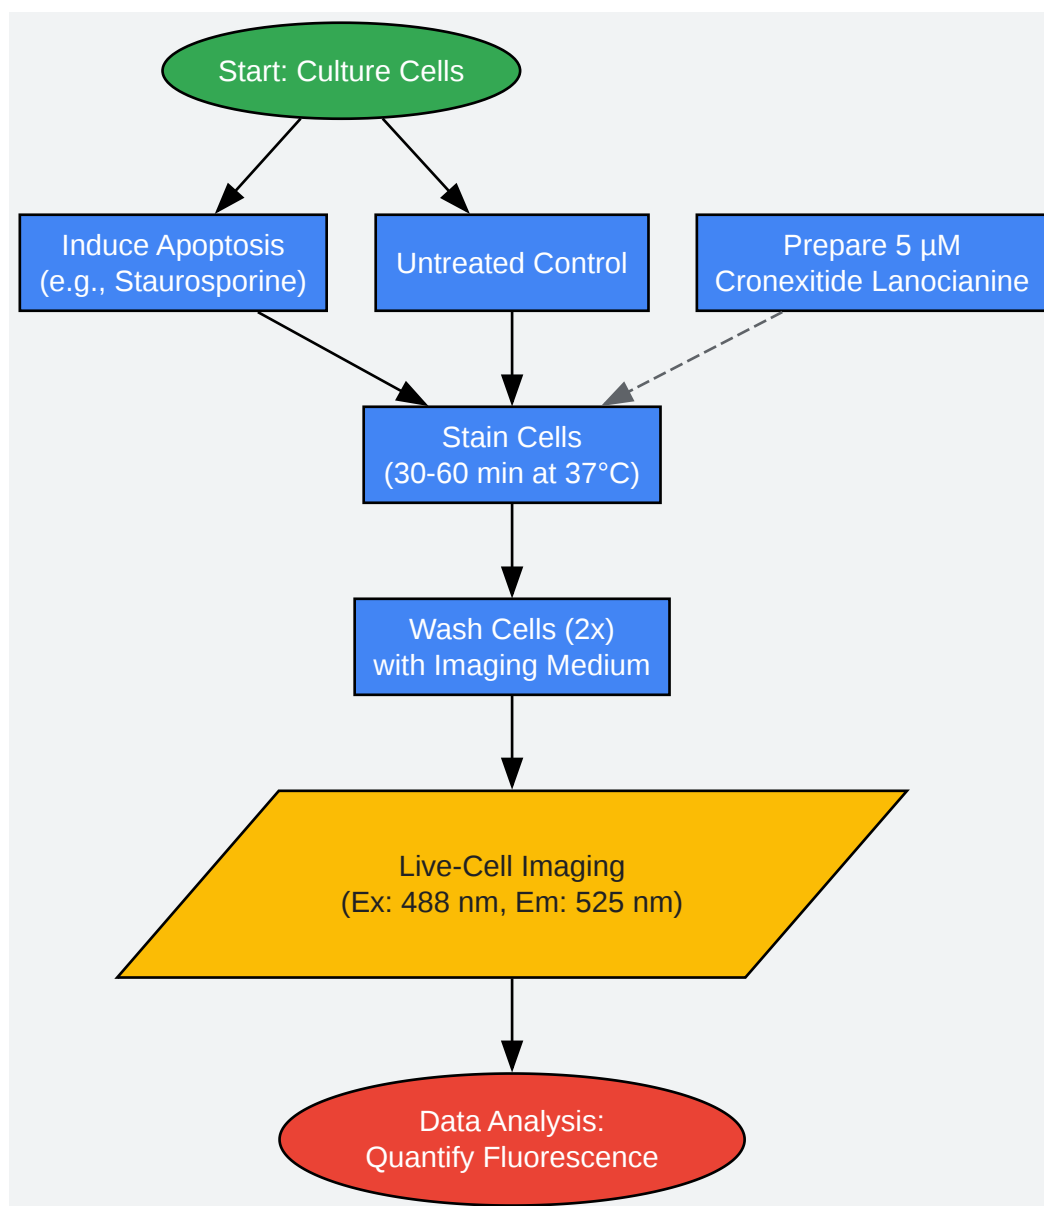 Start: Culture Cells
Induce Apoptosis
(e.g., Staurosporine)
Untreated Control
Prepare 5 µM
Cronexitide Lanocianine
Stain Cells
(30-60 min at 37°C)
Wash Cells (2x)
with Imaging Medium
Live-Cell Imaging
(Ex: 488 nm, Em: 525 nm)
Data Analysis:
Quantify Fluorescence